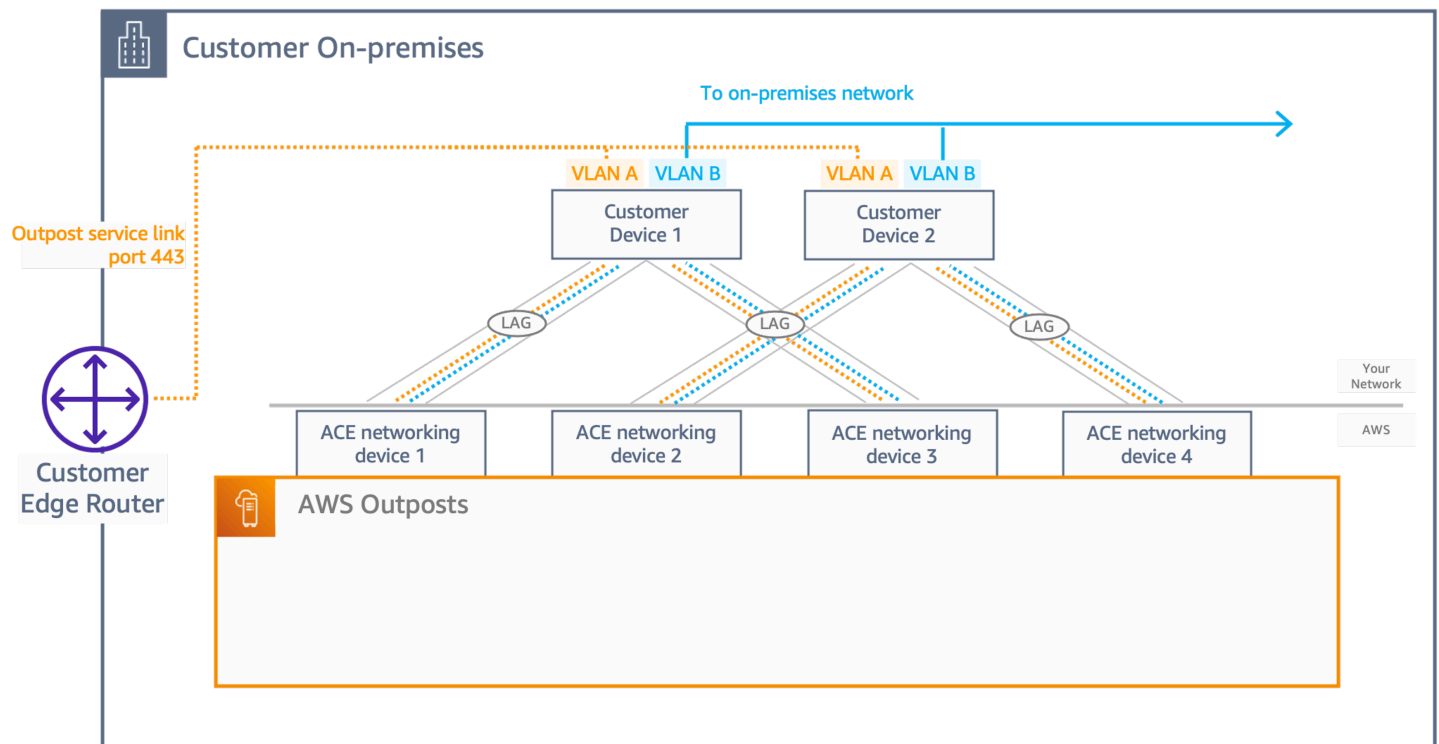 Customer On-premises
To on-premises network
VLAN A VLAN B
VLAN A VLAN B
Customer
Device 1
Customer
Device 2
Outpost service link
port 443
LAG
LAG
LAG
Your
Network
AWS
Customer
Edge Router
ACE networking
device 1
ACE networking
device 2
ACE networking
device 3
ACE networking
device 4
AWS Outposts